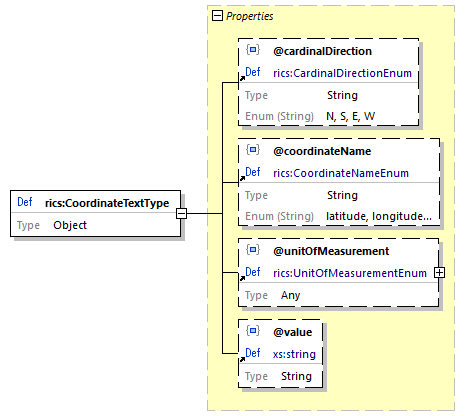 Properties
@cardinalDirection
Def rics:CardinalDirectionEnum
Type String
Enum (String) N, S, E, W
@coordinateName
Def rics:CoordinateNameEnum
Type String
Enum (String) latitude, longitude...
Def rics:CoordinateTextType
Type Object
@unitOfMeasurement
Def rics:UnitOfMeasurementEnum
Type Any
@value
Def xs:string
Type String